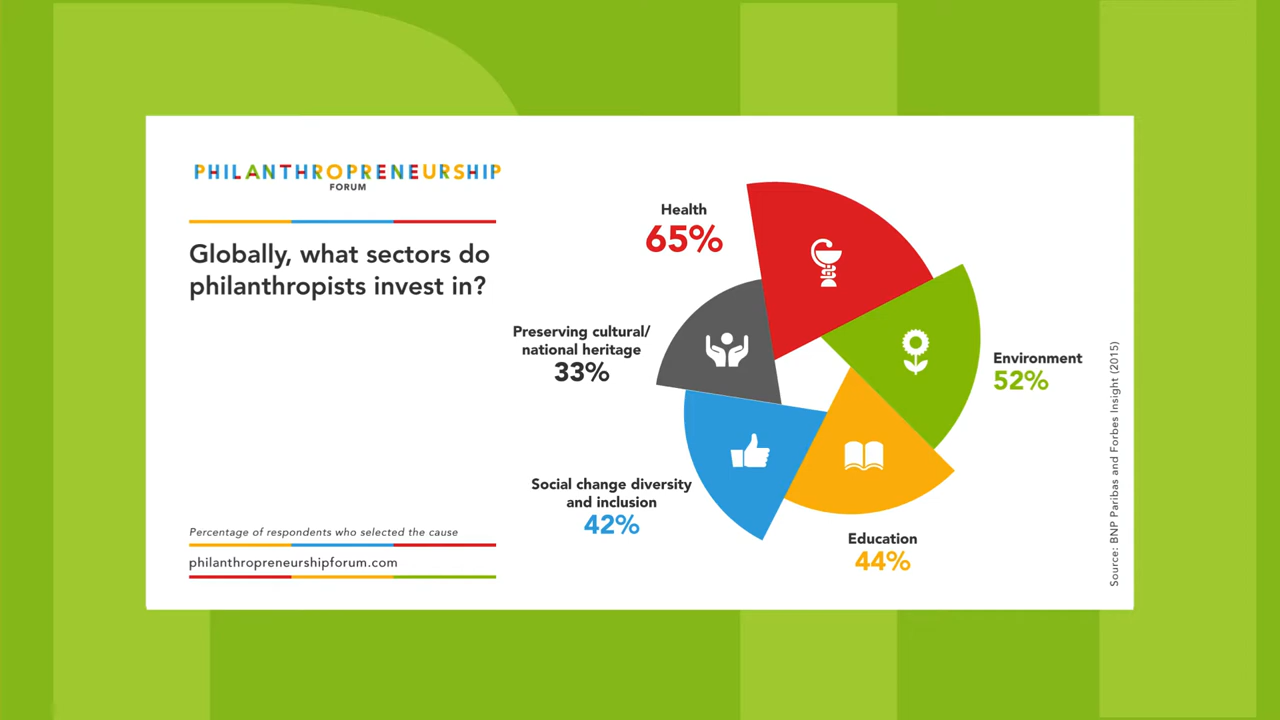 PHILANTHROPRENEURSHIP
FORUM
Globally, what sectors do
philanthropists invest in?
Health
65%
Preserving cultural/
national heritage
33%
Environment
52%
Social change diversity
and inclusion
42%
Education
44%
Percentage of respondents who selected the cause
philanthropreneurshipforum.com
Source: BNP Paribas and Forbes Insight (2015)